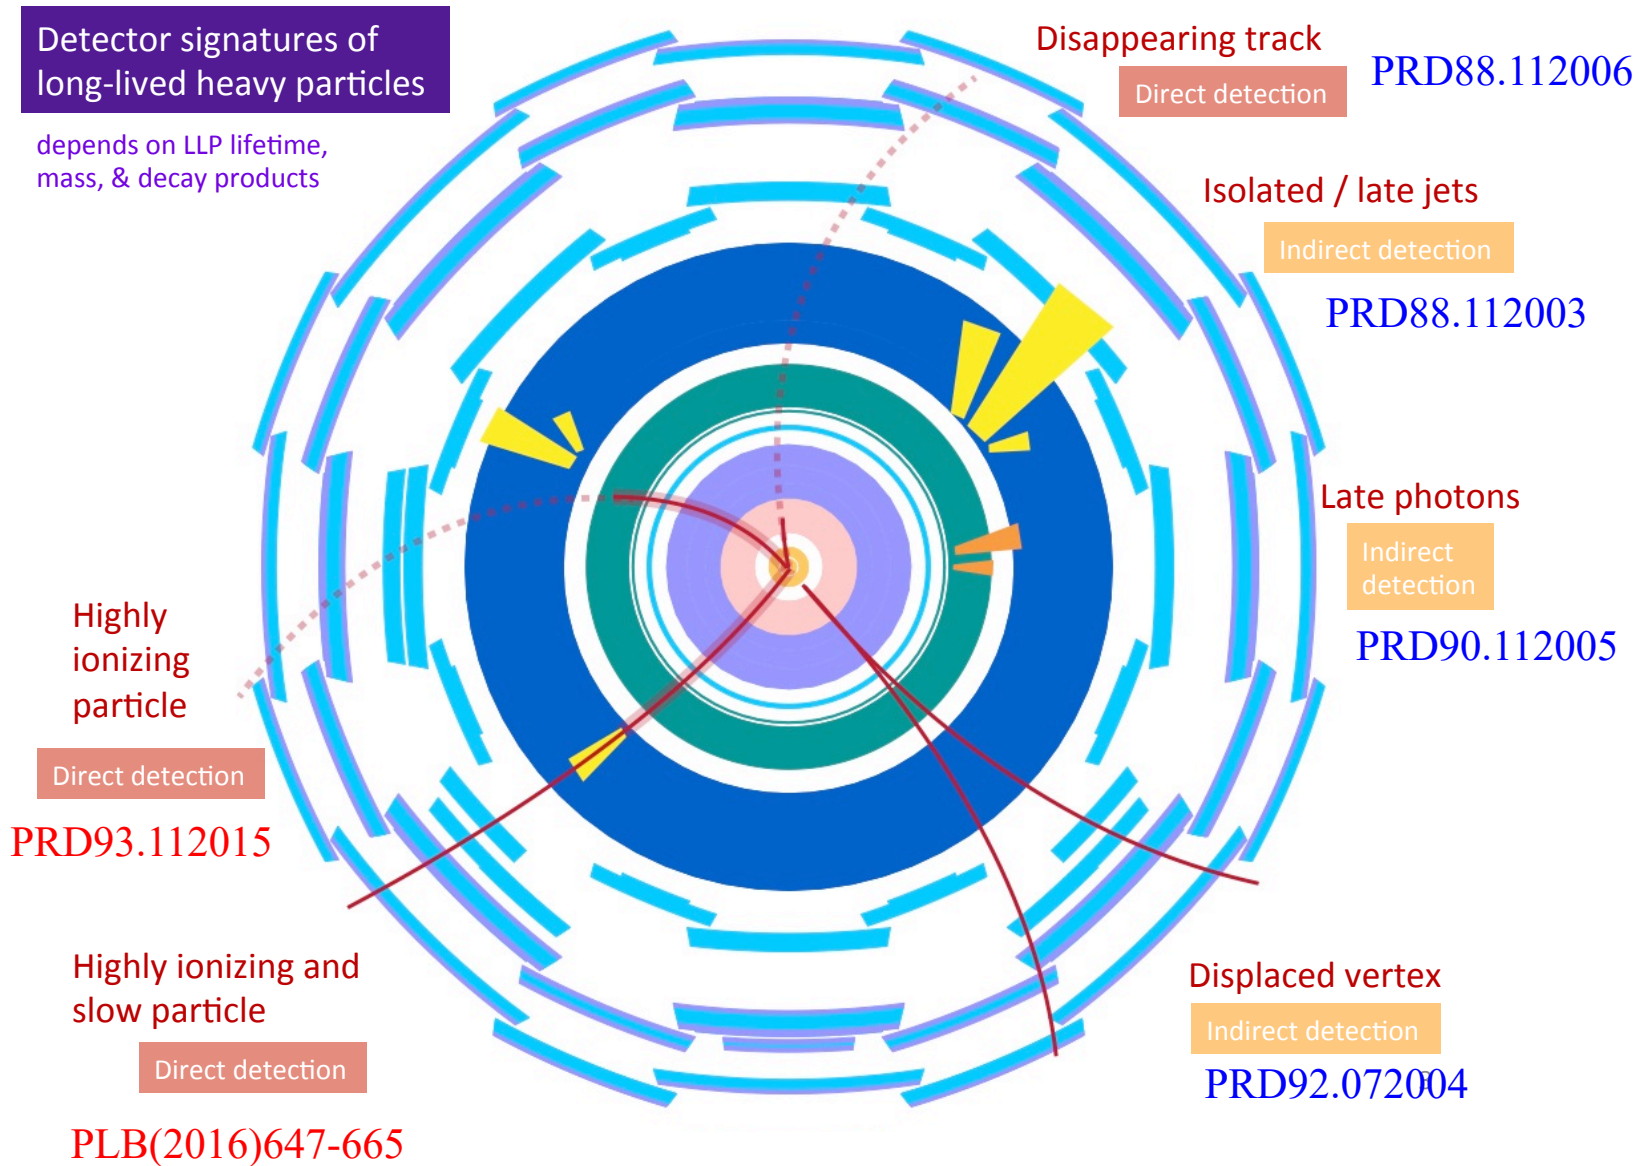 Detector signatures of
long-lived heavy particles
depends on LLP lifetime,
mass, & decay products
Disappearing track
Direct detection
PRD88.112006
Isolated / late jets
Indirect detection
PRD88.112003
Late photons
Indirect
detection
PRD90.112005
Highly
ionizing
particle
Direct detection
PRD93.112015
Highly ionizing and
slow particle
Direct detection
PLB(2016)647-665
Displaced vertex
Indirect detection
PRD92.072004